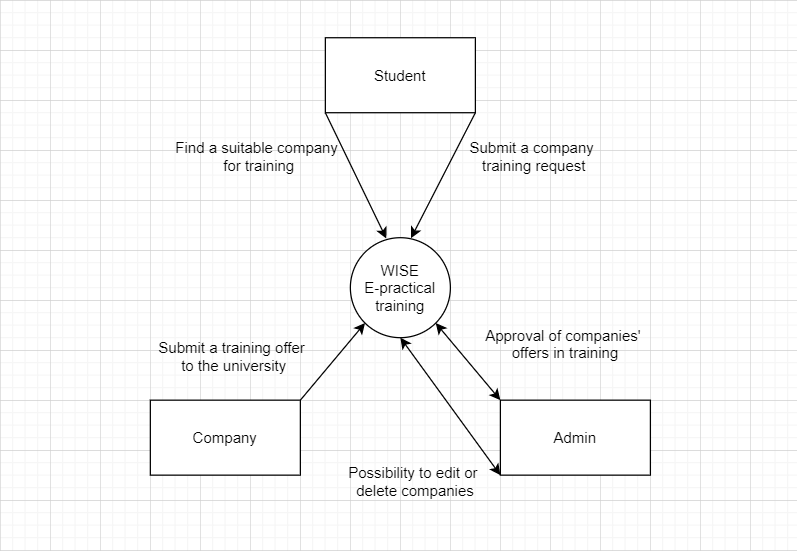 Student
Find a suitable company
for training
Submit a company
training request
WISE
E-practical
training
Submit a training offer
to the university
Approval of companies'
offers in training
Company
Admin
Possibility to edit or
delete companies